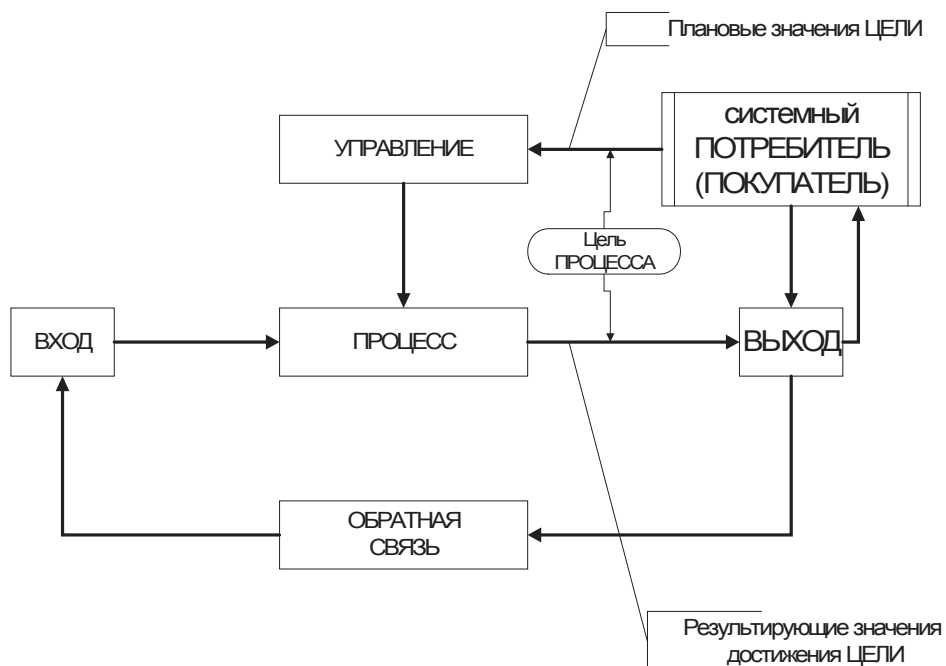 Плановые значения ЦЕЛИ
системный
ПОТРЕБИТЕЛЬ
(ПОКУПАТЕЛЬ)
УПРАВЛЕНИЕ
Цель
ПРОЦЕССА
ВХОД
ПРОЦЕСС
ВЫХОД
ОБРАТНАЯ
СВЯЗЬ
Результирующие значения
достижения ЦЕЛИ